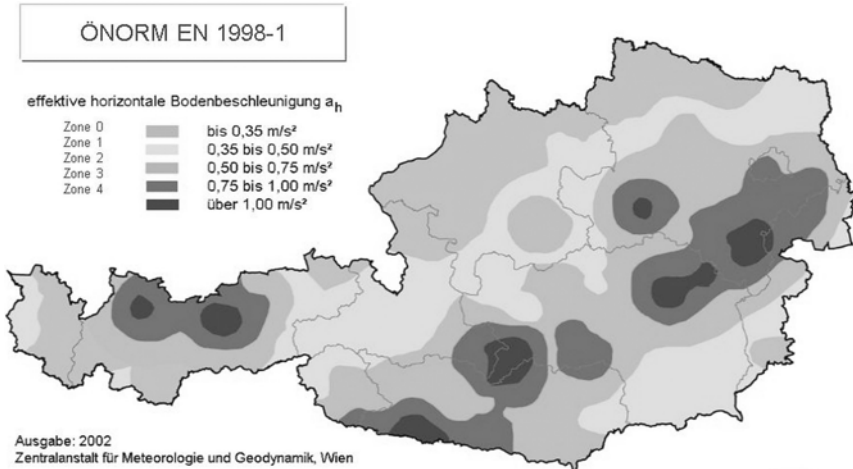 ÖNORM EN 1998-1
effektive horizontale Bodenbeschleunigung a_h
Zone 0 bis 0,35 m/s²
Zone 1 0,35 bis 0,50 m/s²
Zone 2 0,50 bis 0,75 m/s²
Zone 3 0,75 bis 1,00 m/s²
Zone 4 über 1,00 m/s²
Ausgabe: 2002
Zentralanstalt für Meteorologie und Geodynamik, Wien